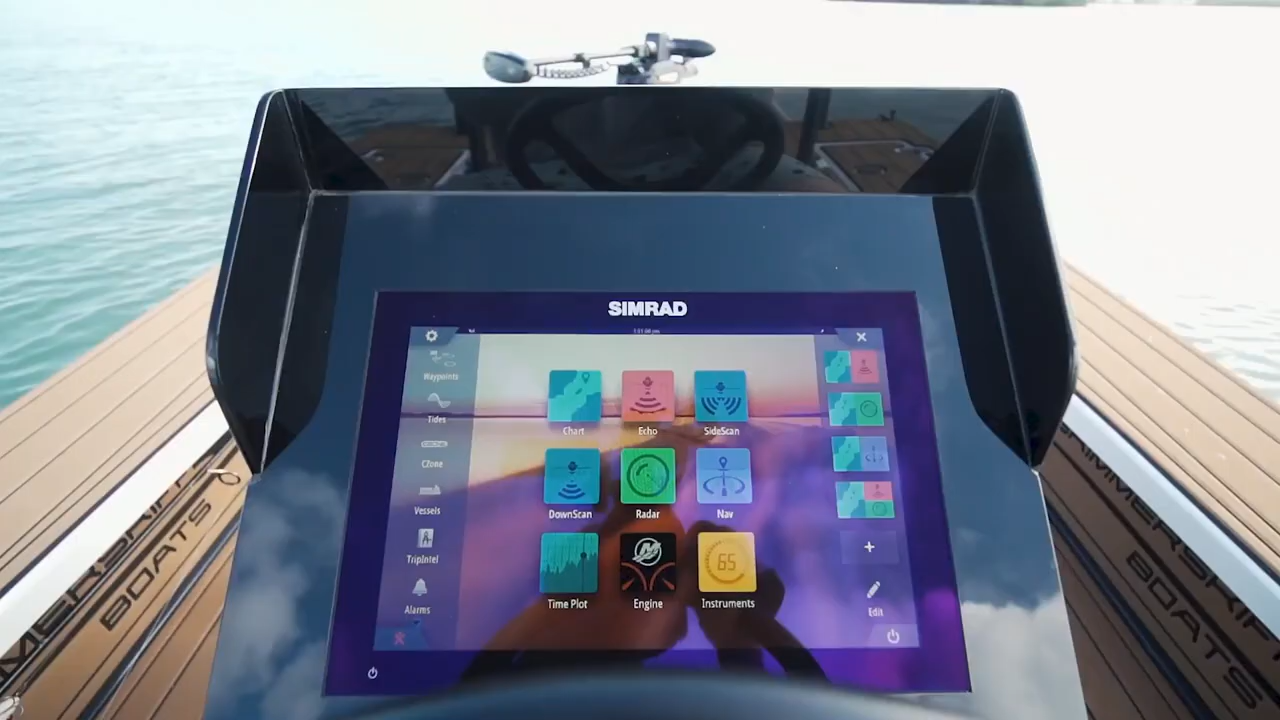 SIMRAD
Waypoints
Tides
CZone
Vessels
TripIntel
Alarms
Chart
Echo
SideScan
DownScan
Radar
Nav
Time Plot
Engine
65
Instruments
+
Edit
BOATS
BOATS